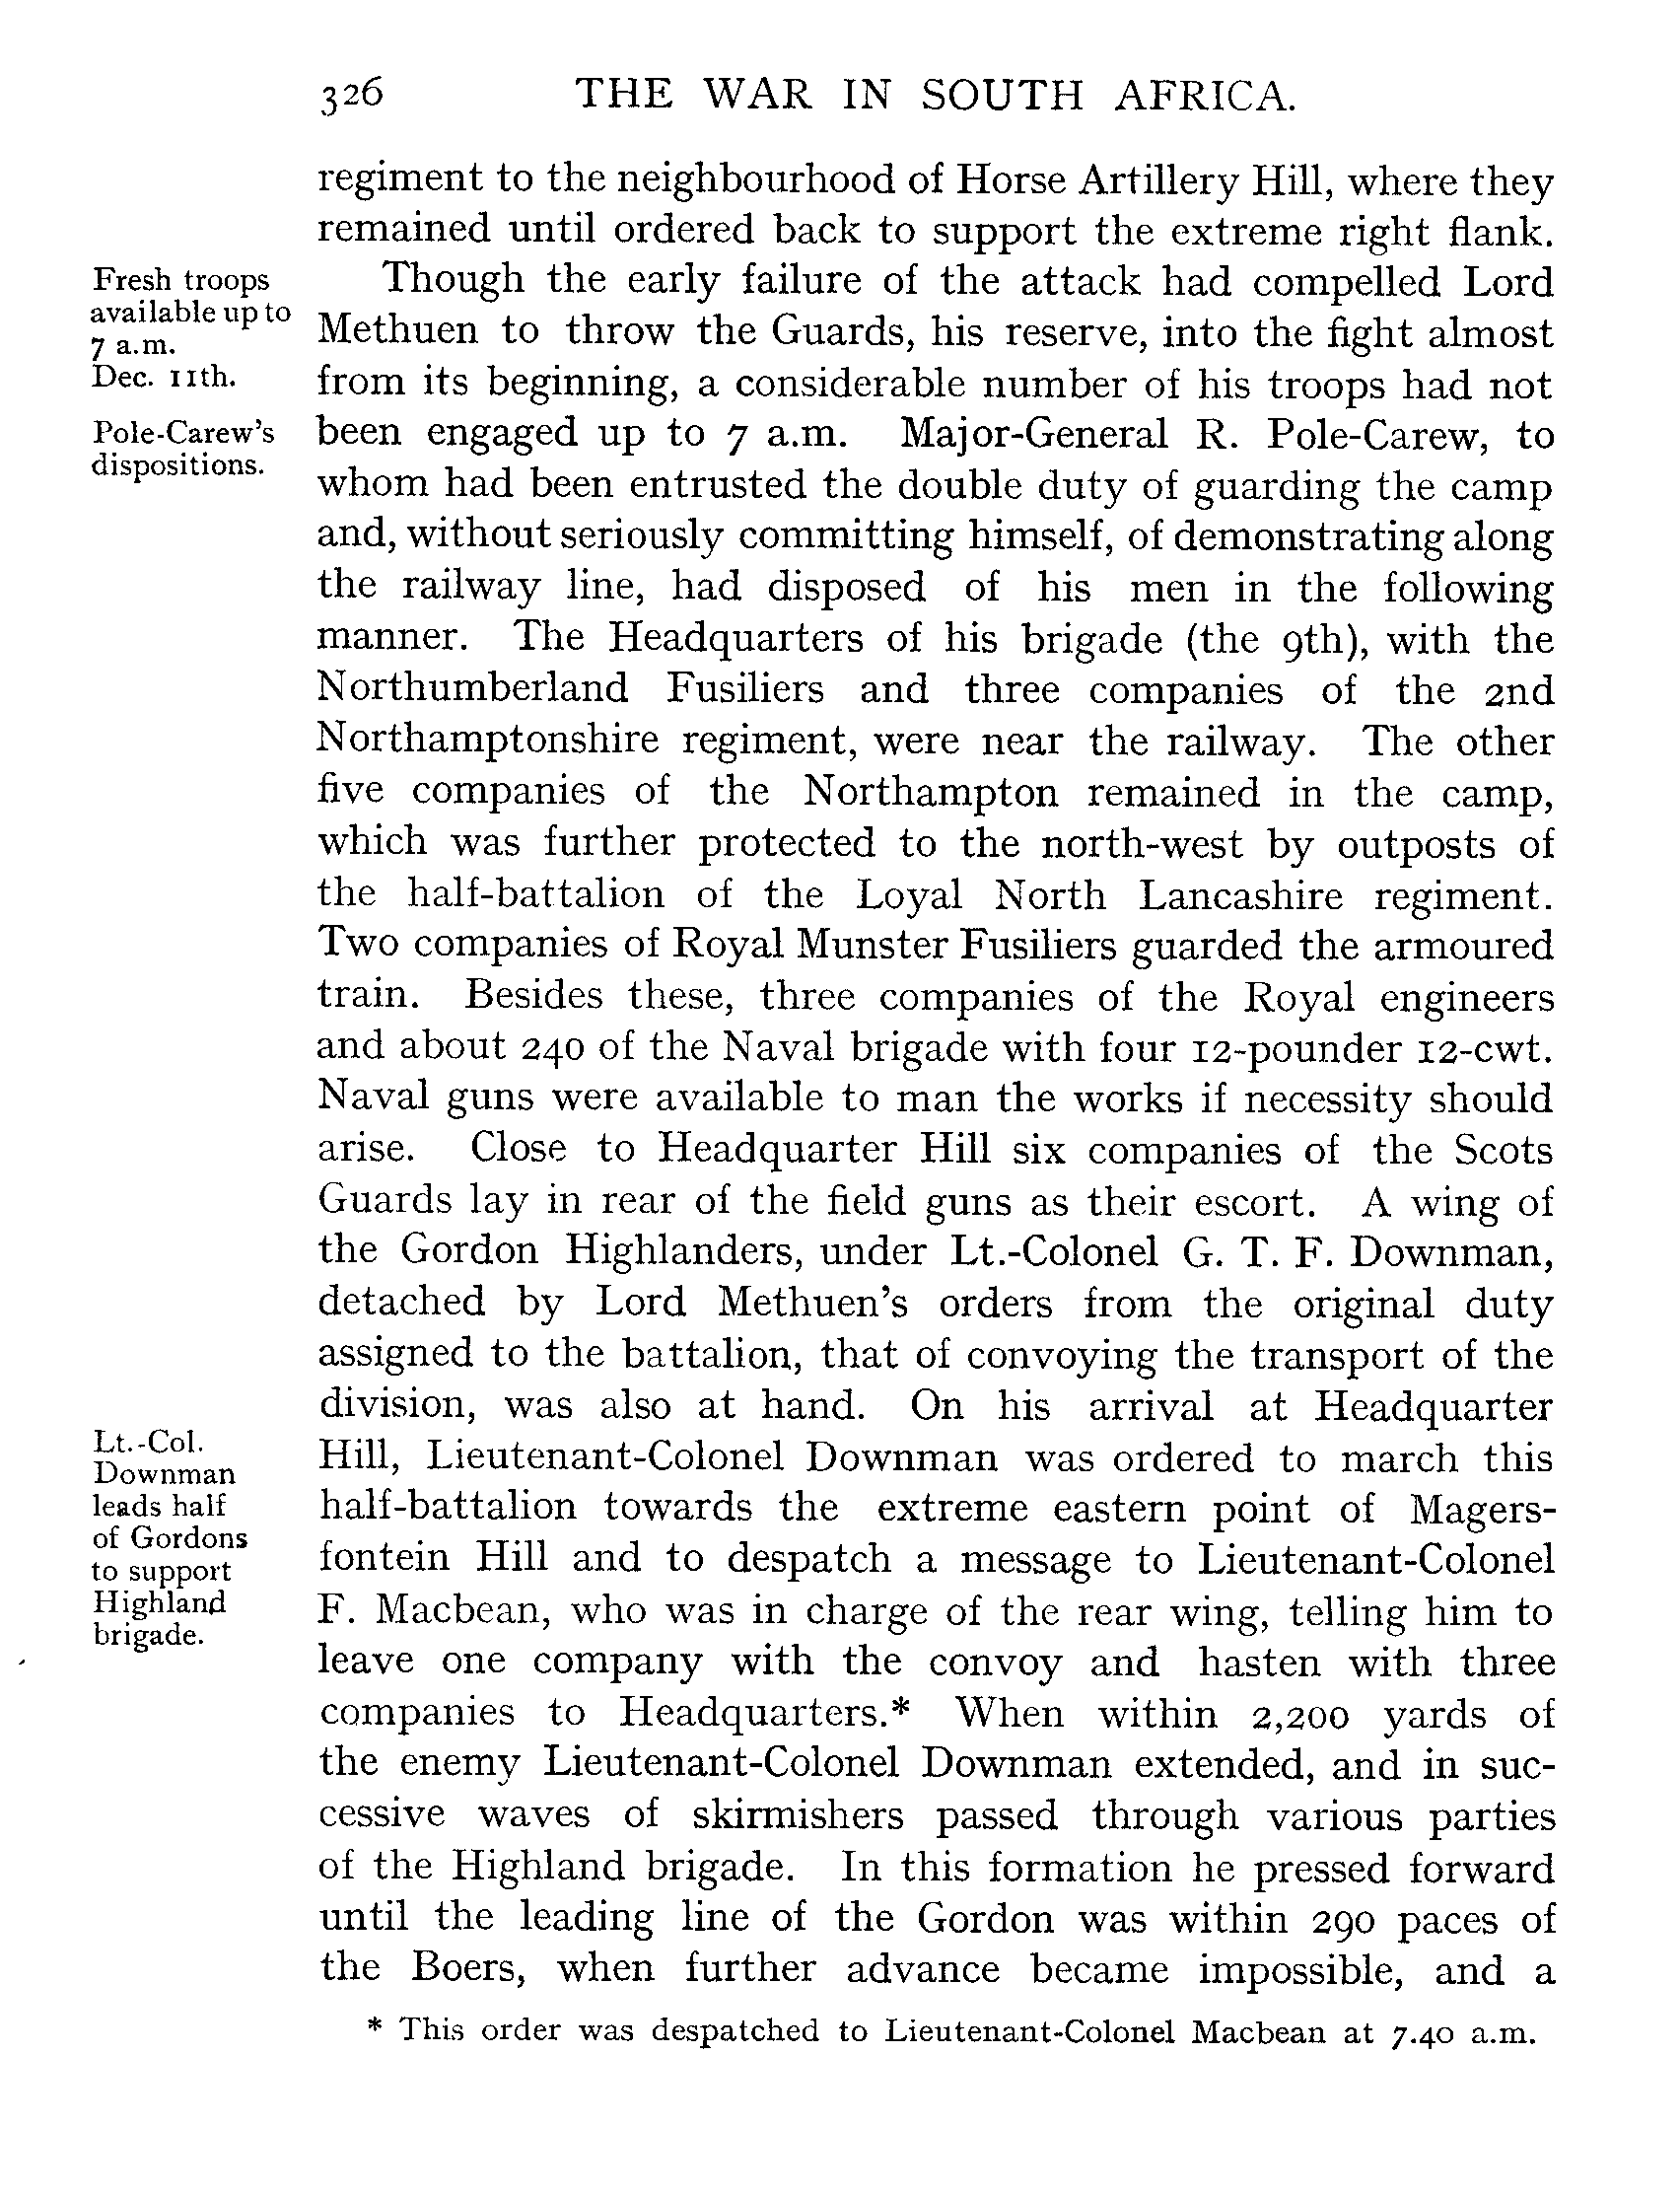 326 THE WAR IN SOUTH AFRICA.
regiment to the neighbourhood of Horse Artillery Hill, where they
remained until ordered back to support the extreme right flank.
Fresh troops
available up to
7 a.m.
Dec. 11th.
Though the early failure of the attack had compelled Lord
Methuen to throw the Guards, his reserve, into the fight almost
from its beginning, a considerable number of his troops had not
Pole-Carew's
dispositions.
been engaged up to 7 a.m. Major-General R. Pole-Carew, to
whom had been entrusted the double duty of guarding the camp
and, without seriously committing himself, of demonstrating along
the railway line, had disposed of his men in the following
manner. The Headquarters of his brigade (the 9th), with the
Northumberland Fusiliers and three companies of the 2nd
Northamptonshire regiment, were near the railway. The other
five companies of the Northampton remained in the camp,
which was further protected to the north-west by outposts of
the half-battalion of the Loyal North Lancashire regiment.
Two companies of Royal Munster Fusiliers guarded the armoured
train. Besides these, three companies of the Royal engineers
and about 240 of the Naval brigade with four 12-pounder 12-cwt.
Naval guns were available to man the works if necessity should
arise. Close to Headquarter Hill six companies of the Scots
Guards lay in rear of the field guns as their escort. A wing of
the Gordon Highlanders, under Lt.-Colonel G. T. F. Downman,
detached by Lord Methuen's orders from the original duty
assigned to the battalion, that of convoying the transport of the
division, was also at hand. On his arrival at Headquarter
Lt.-Col.
Downman
leads half
of Gordons
to support
Highland
brigade.
Hill, Lieutenant-Colonel Downman was ordered to march this
half-battalion towards the extreme eastern point of Magers-
fontein Hill and to despatch a message to Lieutenant-Colonel
F. Macbean, who was in charge of the rear wing, telling him to
leave one company with the convoy and hasten with three
companies to Headquarters.* When within 2,200 yards of
the enemy Lieutenant-Colonel Downman extended, and in suc-
cessive waves of skirmishers passed through various parties
of the Highland brigade. In this formation he pressed forward
until the leading line of the Gordon was within 290 paces of
the Boers, when further advance became impossible, and a
* This order was despatched to Lieutenant-Colonel Macbean at 7.40 a.m.